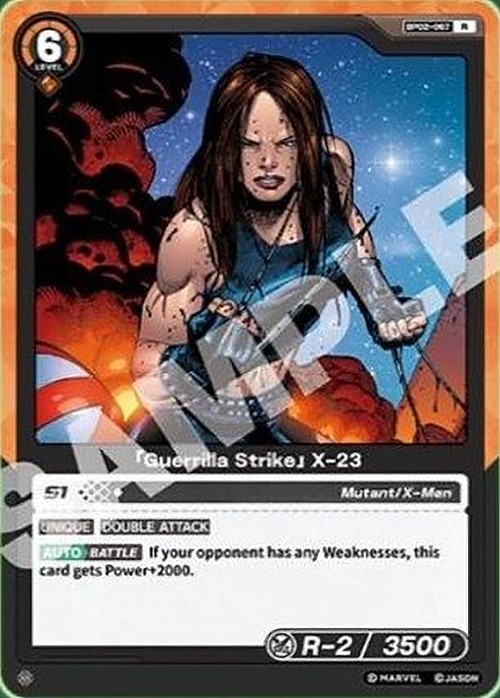 6
LEVEL
BP02-067 R
SAMPLE
「Guerrilla Strike」 X-23
S1
Mutant/X-Men
UNIQUE DOUBLE ATTACK
AUTO BATTLE If your opponent has any Weaknesses, this
card gets Power+2000.
R-2 / 3500
© MARVEL ©JASON